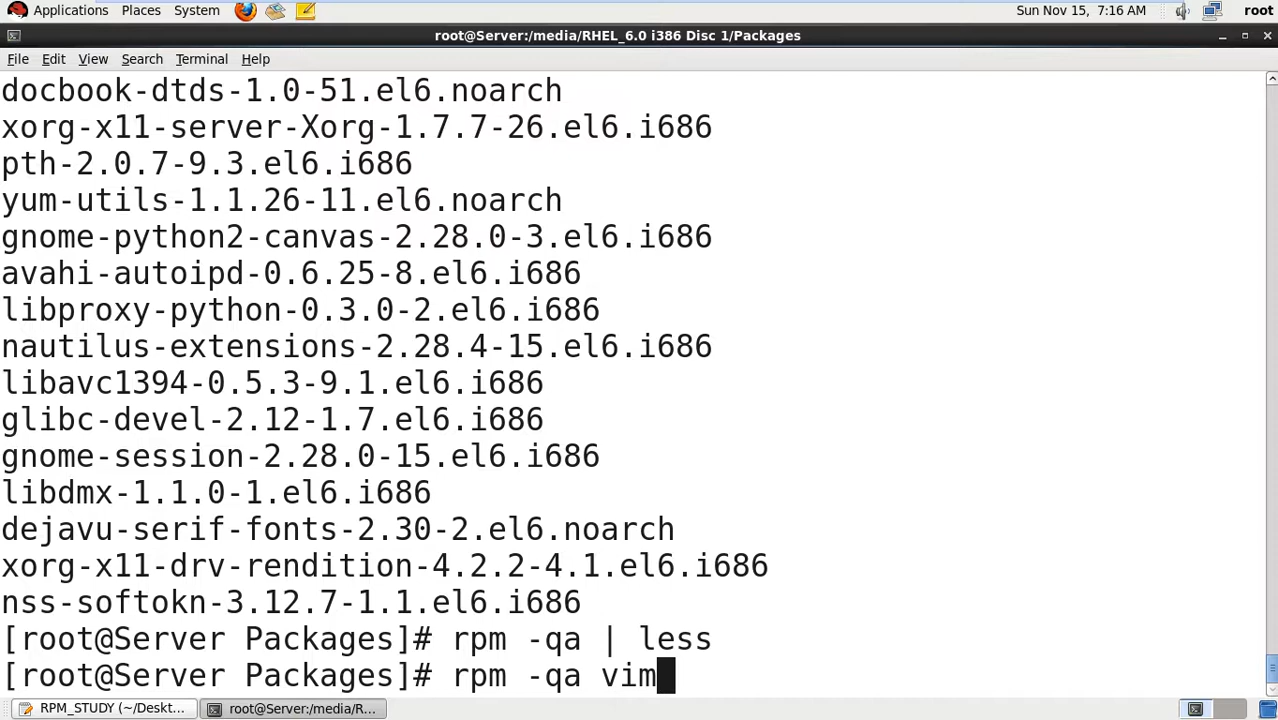 Applications Places System Sun Nov 15, 7:16 AM root
root@Server:/media/RHEL_6.0 i386 Disc 1/Packages
File Edit View Search Terminal Help
docbook-dtds-1.0-51.el6.noarch
xorg-x11-server-Xorg-1.7.7-26.el6.i686
pth-2.0.7-9.3.el6.i686
yum-utils-1.1.26-11.el6.noarch
gnome-python2-canvas-2.28.0-3.el6.i686
avahi-autoipd-0.6.25-8.el6.i686
libproxy-python-0.3.0-2.el6.i686
nautilus-extensions-2.28.4-15.el6.i686
libavc1394-0.5.3-9.1.el6.i686
glibc-devel-2.12-1.7.el6.i686
gnome-session-2.28.0-15.el6.i686
libdmx-1.1.0-1.el6.i686
dejavu-serif-fonts-2.30-2.el6.noarch
xorg-x11-drv-rendition-4.2.2-4.1.el6.i686
nss-softokn-3.12.7-1.1.el6.i686
[root@Server Packages]# rpm -qa | less
[root@Server Packages]# rpm -qa vim
RPM_STUDY (~/Deskt... root@Server:/media/R...